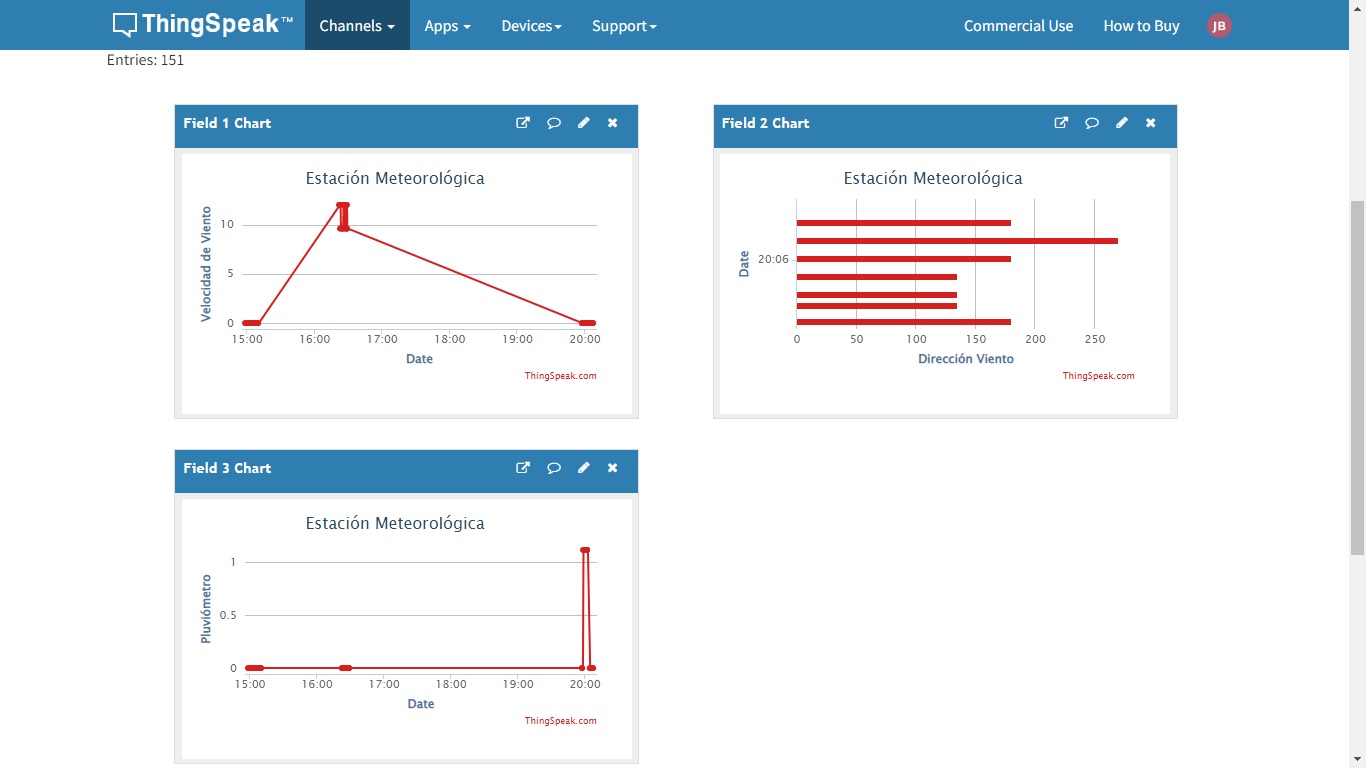 ThingSpeak™ Channels Apps Devices Support Commercial Use How to Buy JB
Entries: 151
Field 1 Chart
Estación Meteorológica
Velocidad de Viento
10
5
0
15:00 16:00 17:00 18:00 19:00 20:00
Date
ThingSpeak.com
Field 2 Chart
Estación Meteorológica
Date
20:06
0 50 100 150 200 250
Dirección Viento
ThingSpeak.com
Field 3 Chart
Estación Meteorológica
Pluviómetro
1
0.5
0
15:00 16:00 17:00 18:00 19:00 20:00
Date
ThingSpeak.com